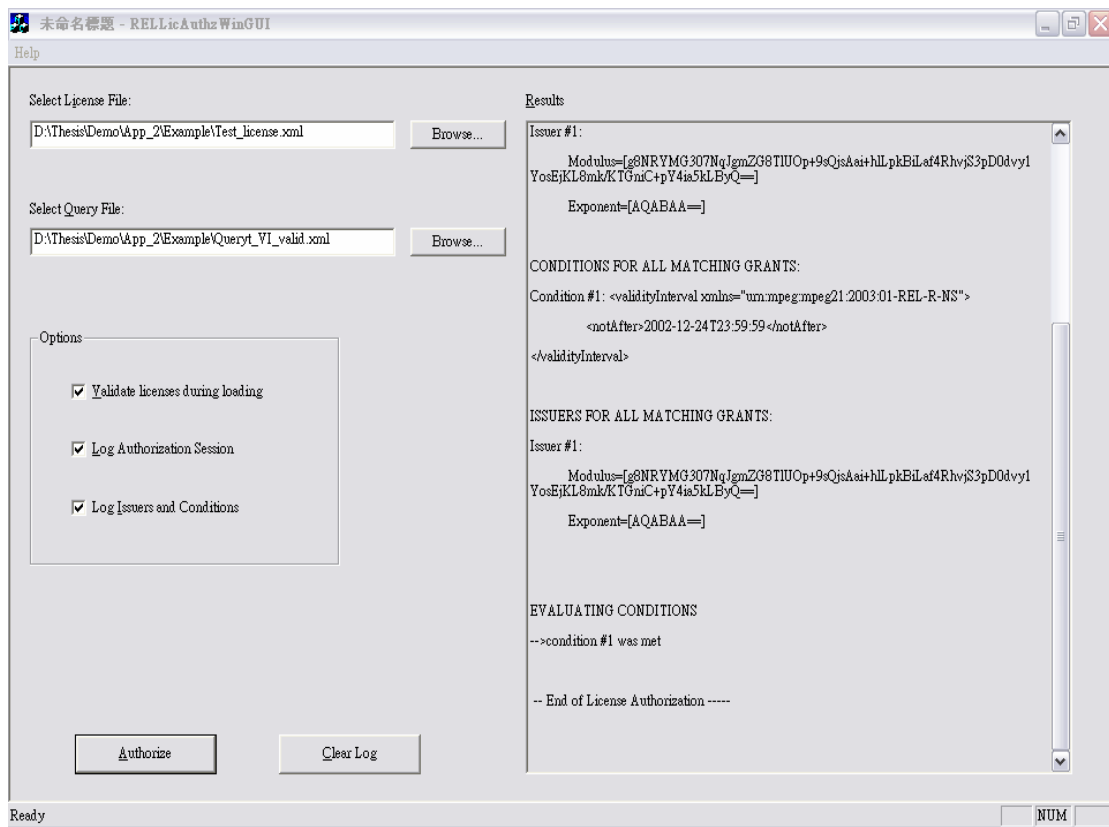 未命名標題 - RELLicAuthzWinGUI
Help
Select License File:
D:\Thesis\Demo\App_2\Example\Test_license.xml
Browse...
Select Query File:
D:\Thesis\Demo\App_2\Example\Queryt_VI_valid.xml
Browse...
Options
Validate licenses during loading
Log Authorization Session
Log Issuers and Conditions
Authorize
Clear Log
Results
Issuer #1:
Modulus=[g8NRYMG307NqJgmZG8TlUOp+9sQjsAai+hlLpkBiLaf4RhvjS3pD0dvy1
YosEjKL8mk/KTGniC+pY4ia5kLByQ==]
Exponent=[AQABAA==]
CONDITIONS FOR ALL MATCHING GRANTS:
Condition #1: <validityInterval xmlns="urn:mpeg:mpeg21:2003:01-REL-R-NS">
<notAfter>2002-12-24T23:59:59</notAfter>
</validityInterval>
ISSUERS FOR ALL MATCHING GRANTS:
Issuer #1:
Modulus=[g8NRYMG307NqJgmZG8TlUOp+9sQjsAai+hlLpkBiLaf4RhvjS3pD0dvy1
YosEjKL8mk/KTGniC+pY4ia5kLByQ==]
Exponent=[AQABAA==]
EVALUATING CONDITIONS
-->condition #1 was met
-- End of License Authorization -----
Ready
NUM